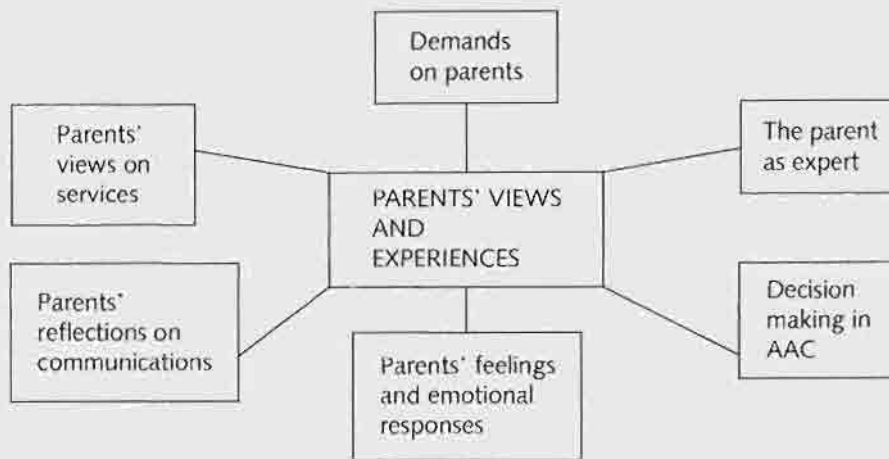 Demands
on parents
Parents'
views on
services
The parent
as expert
PARENTS' VIEWS
AND
EXPERIENCES
Parents'
reflections on
communications
Decision
making in
AAC
Parents' feelings
and emotional
responses